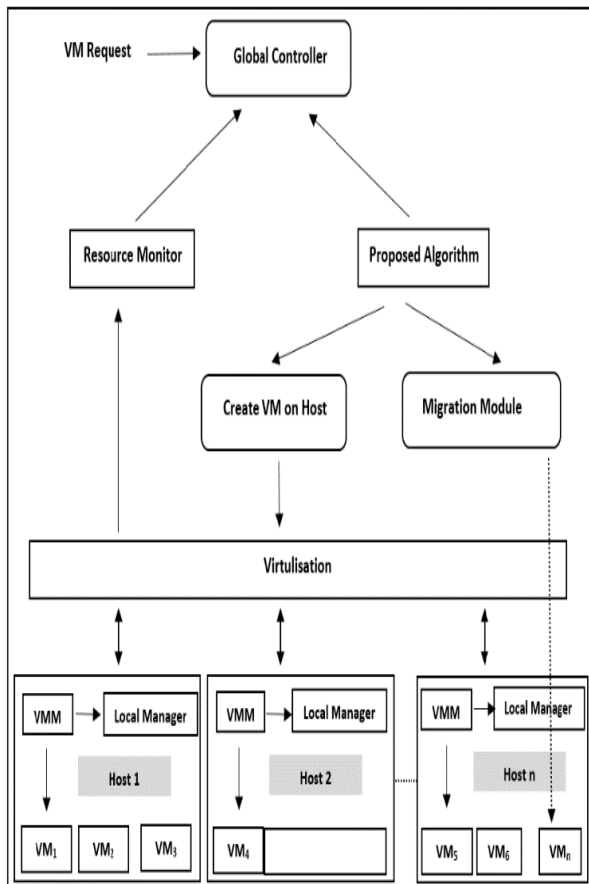 VM Request
Global Controller
Resource Monitor
Proposed Algorithm
Create VM on Host
Migration Module
Virtulisation
VMM
Local Manager
Host 1
VM₁
VM₂
VM₃
VMM
Local Manager
Host 2
VM₄
VMM
Local Manager
Host n
VM₅
VM₆
VMₙ